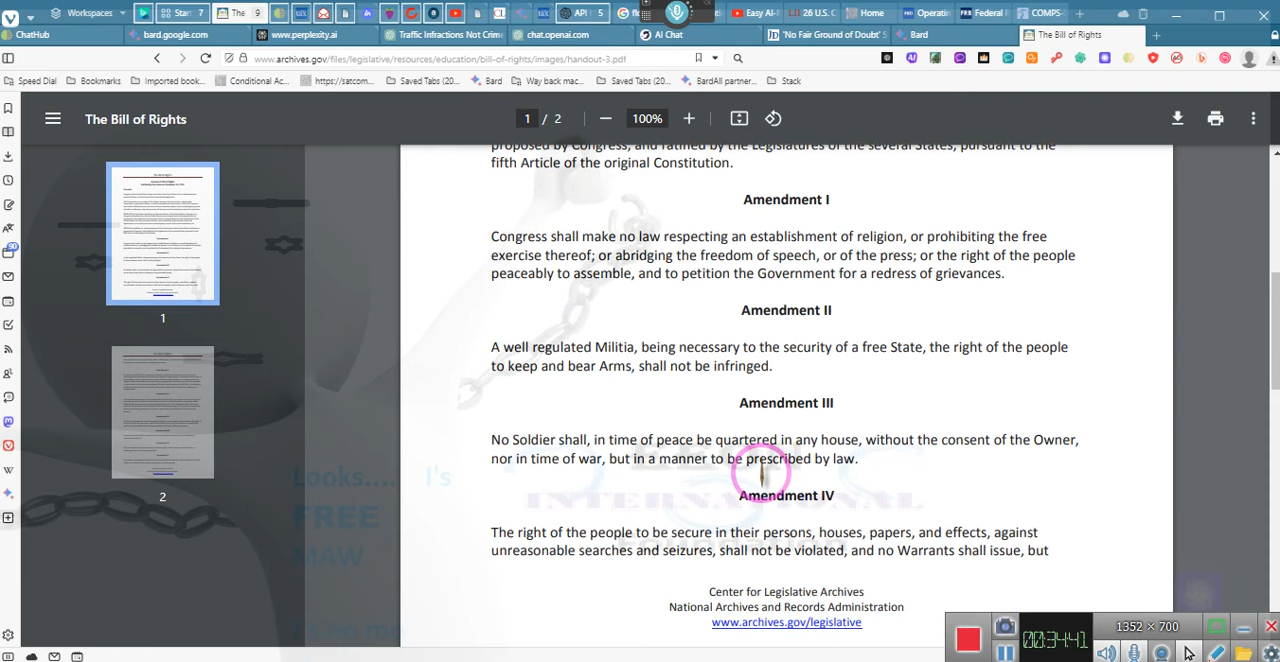 Workspaces
Start 7
The 9
API 5
Easy AI-
26 U.S. C
Home
Operatin
Federal
COMPS-
ChatHub
bard.google.com
www.perplexity.ai
Traffic Infractions Not Crime
chat.openai.com
AI Chat
'No Fair Ground of Doubt' S
Bard
The Bill of Rights
www.archives.gov/files/legislative/resources/education/bill-of-rights/images/handout-3.pdf
Speed Dial
Bookmarks
Imported book...
Conditional Ac...
https://satcom...
Saved Tabs (20...
Bard
Way back mac...
Saved Tabs (20...
BardAll partner...
Stack
The Bill of Rights
1 / 2
100%
proposed by Congress, and ratified by the Legislatures of the several States, pursuant to the
fifth Article of the original Constitution.
Amendment I
Congress shall make no law respecting an establishment of religion, or prohibiting the free
exercise thereof; or abridging the freedom of speech, or of the press; or the right of the people
peaceably to assemble, and to petition the Government for a redress of grievances.
Amendment II
A well regulated Militia, being necessary to the security of a free State, the right of the people
to keep and bear Arms, shall not be infringed.
Amendment III
No Soldier shall, in time of peace be quartered in any house, without the consent of the Owner,
nor in time of war, but in a manner to be prescribed by law.
Amendment IV
The right of the people to be secure in their persons, houses, papers, and effects, against
unreasonable searches and seizures, shall not be violated, and no Warrants shall issue, but
Center for Legislative Archives
National Archives and Records Administration
www.archives.gov/legislative
1
2
Looks.... I's
FREE
MAW
INTERNATIONAL
Foundation
1352 × 700
00:34:41